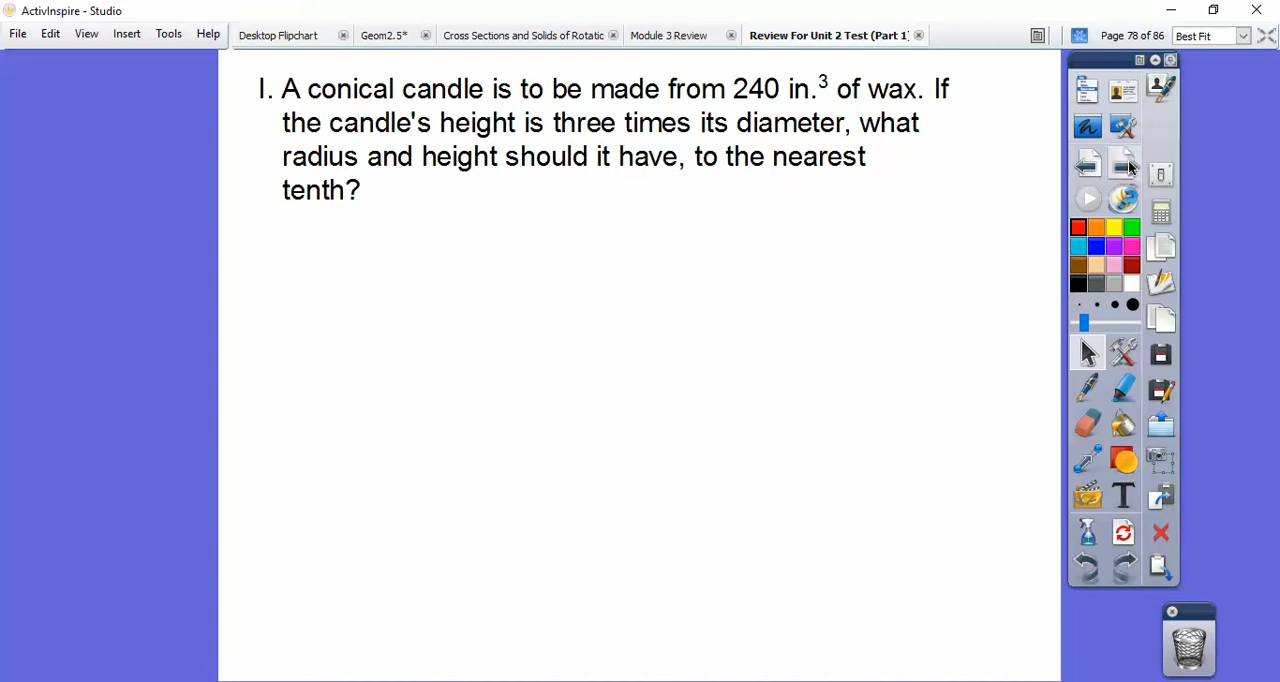 ActivInspire - Studio
File Edit View Insert Tools Help
Desktop Flipchart Geom2.5* Cross Sections and Solids of Rotatic Module 3 Review Review For Unit 2 Test (Part 1) Page 78 of 86 Best Fit
I. A conical candle is to be made from 240 in.³ of wax. If
the candle's height is three times its diameter, what
radius and height should it have, to the nearest
tenth?